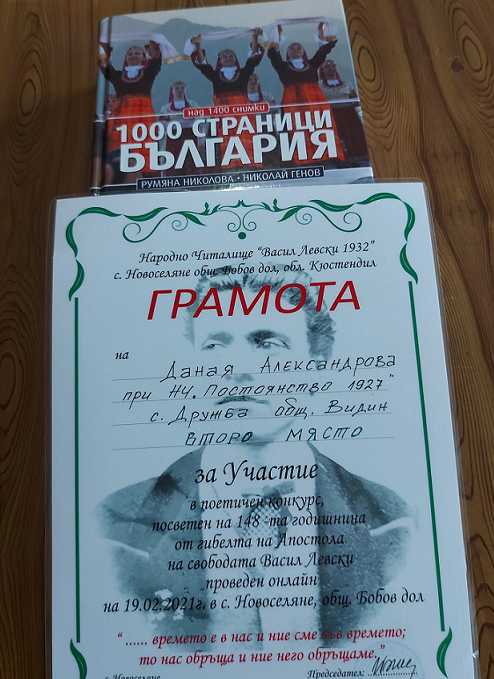 над 1400 снимки
1000 СТРАНИЦИ
БЪЛГАРИЯ
РУМЯНА НИКОЛОВА • НИКОЛАЙ ГЕНОВ
Народно Читалище "Васил Левски 1932"
с. Новоселяне общ. Бобов дол, обл. Кюстендил
ГРАМОТА
на
Даная Александрова
при НЧ. Постоянство 1927"
с. Дружба общ. Видин
второ място
за Участие
в поетичен конкурс,
посветен на 148 -та годишнина
от гибелта на Апостола
на свободата Васил Левски
проведен онлайн
на 19.02.2021г. в с. Новоселяне, общ. Бобов дол
"...... времето е в нас и ние сме във времето;
то нас обръща и ние него обръщаме."
с. Новоселяне Председател: